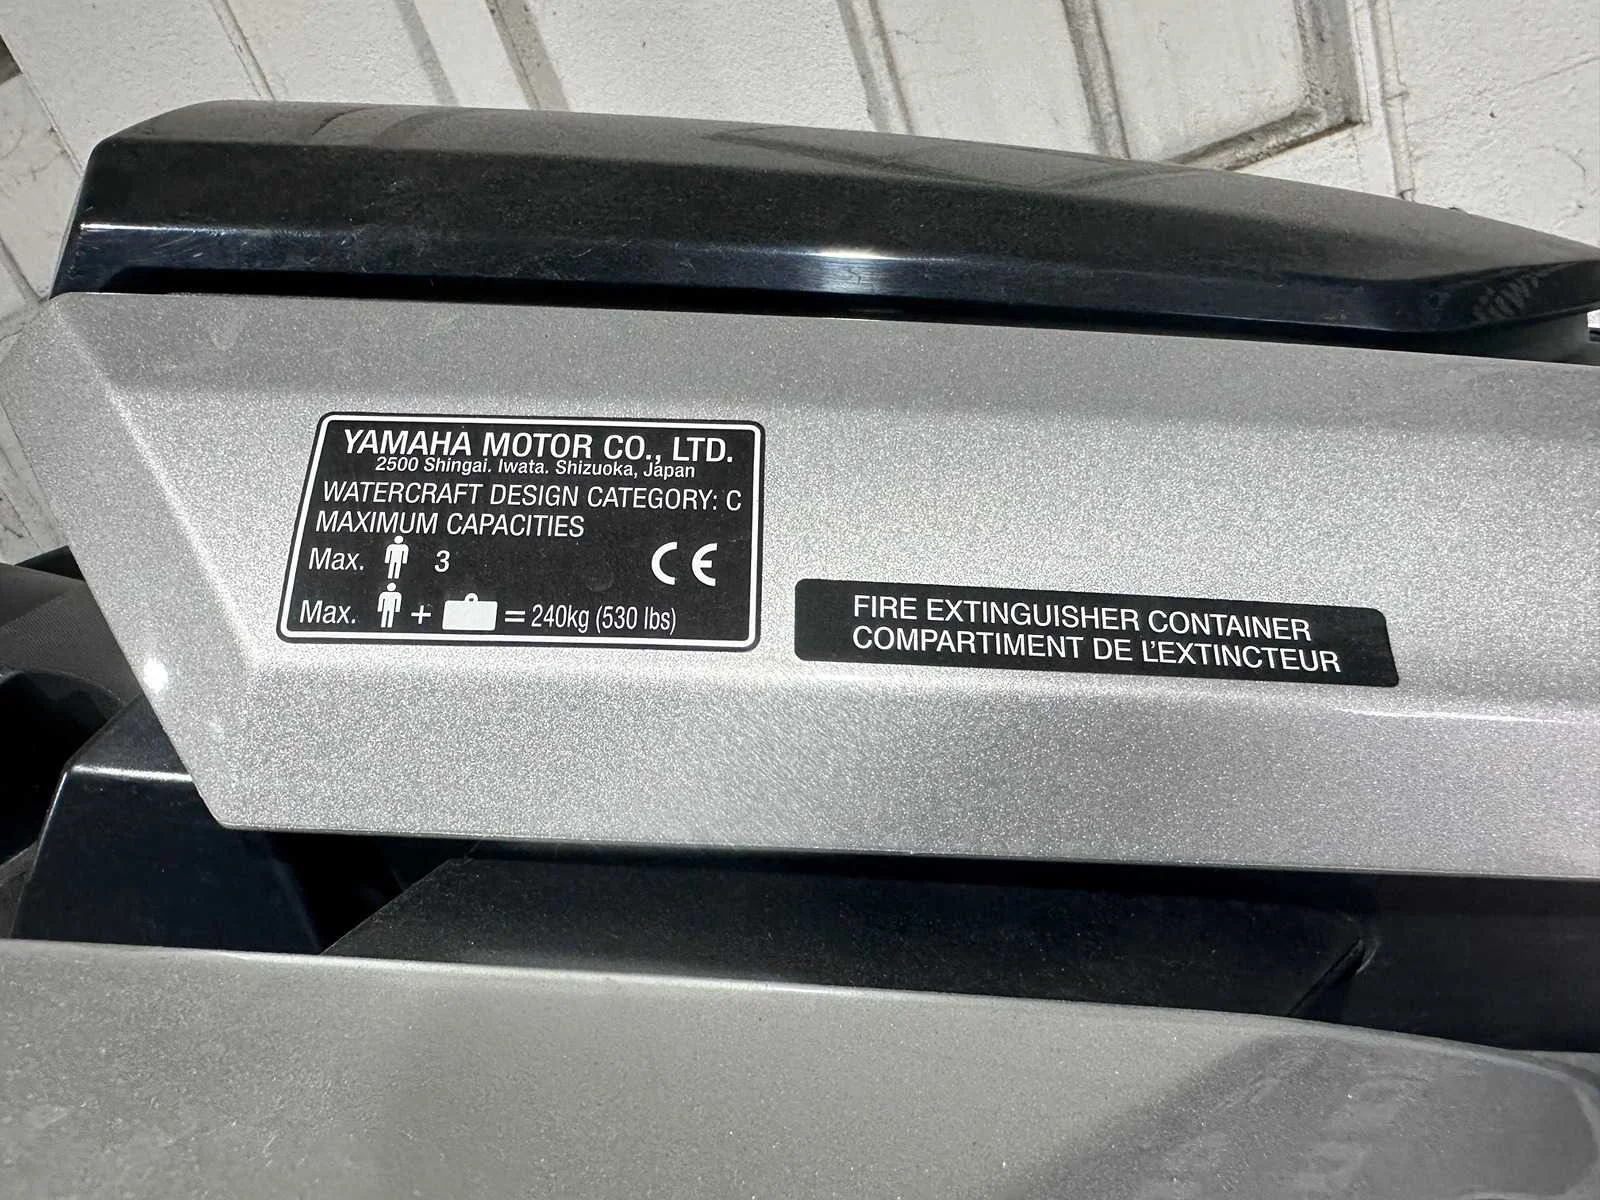 YAMAHA MOTOR CO., LTD.
2500 Shingai. Iwata. Shizuoka, Japan
WATERCRAFT DESIGN CATEGORY: C
MAXIMUM CAPACITIES
Max. 3
CE
Max. + = 240kg (530 lbs)
FIRE EXTINGUISHER CONTAINER
COMPARTIMENT DE L'EXTINCTEUR